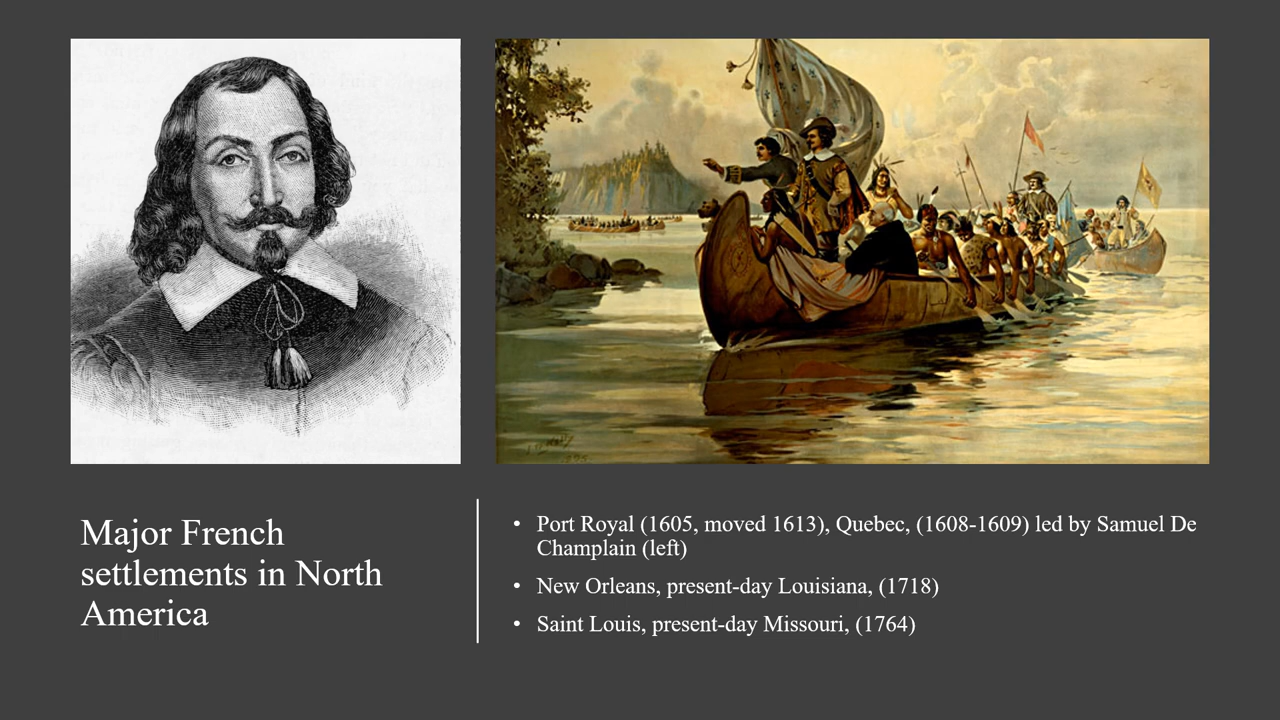 Major French
settlements in North
America
• Port Royal (1605, moved 1613), Quebec, (1608-1609) led by Samuel De
Champlain (left)
• New Orleans, present-day Louisiana, (1718)
• Saint Louis, present-day Missouri, (1764)